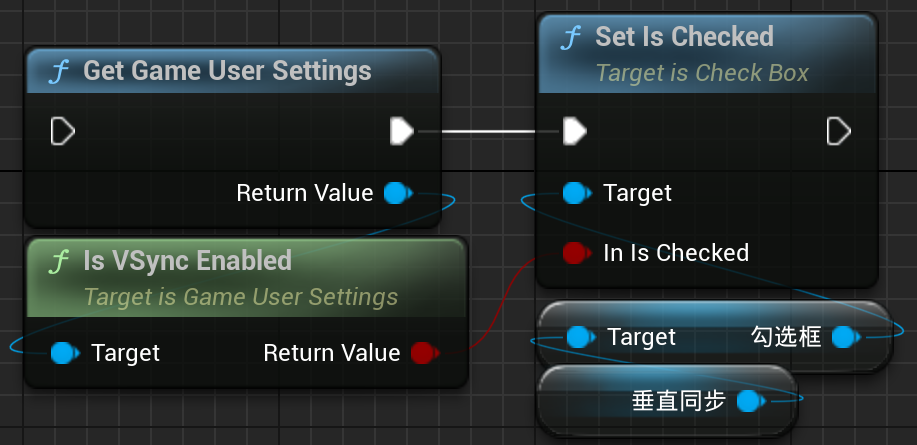 Get Game User Settings
Return Value
Is VSync Enabled
Target is Game User Settings
Target
Return Value
Set Is Checked
Target is Check Box
Target
In Is Checked
Target
勾选框
垂直同步